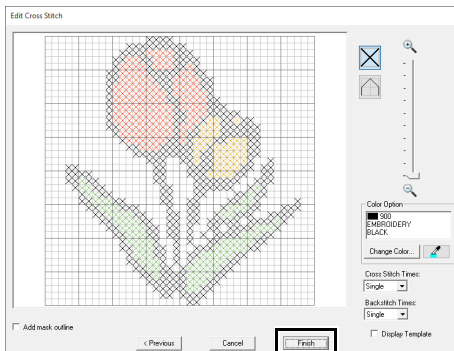 Edit Cross Stitch
Color Option
900
EMBROIDERY
BLACK
Change Color...
Cross Stitch Times:
Single
Backstitch Times:
Single
Display Template
Add mask outline
< Previous
Cancel
Finish